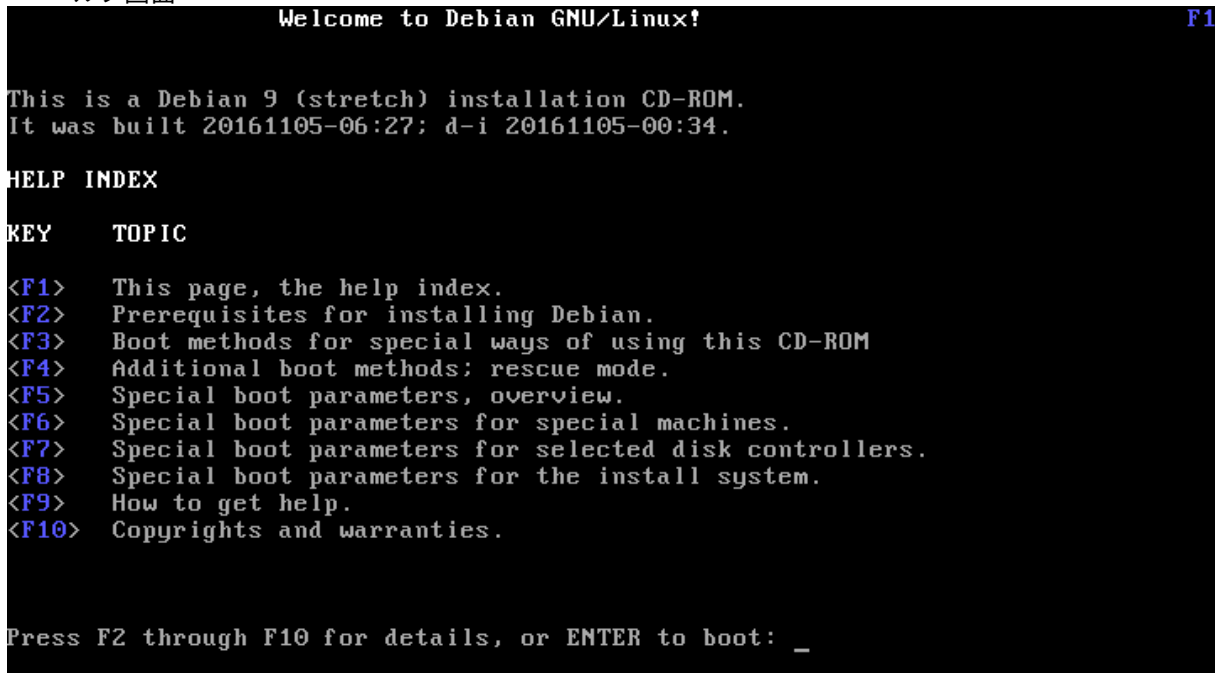 Welcome to Debian GNU/Linux! F1
This is a Debian 9 (stretch) installation CD-ROM.
It was built 20161105-06:27; d-i 20161105-00:34.
HELP INDEX
KEY TOPIC
<F1> This page, the help index.
<F2> Prerequisites for installing Debian.
<F3> Boot methods for special ways of using this CD-ROM
<F4> Additional boot methods; rescue mode.
<F5> Special boot parameters, overview.
<F6> Special boot parameters for special machines.
<F7> Special boot parameters for selected disk controllers.
<F8> Special boot parameters for the install system.
<F9> How to get help.
<F10> Copyrights and warranties.
Press F2 through F10 for details, or ENTER to boot: _